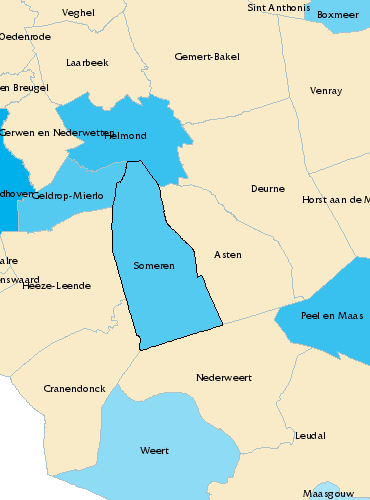 Sint Anthonis
Veghel
Boxmeer
Oedenrode
Gemert-Bakel
Laarbeek
en Breugel
Venray
Gerwen en Nederwetten
Helmond
Deurne
dhoven
Geldrop-Mierlo
Horst aan de M
Asten
alre
Someren
nswaard
Heeze-Leende
Peel en Maas
Nederweert
Cranendonck
Leudal
Weert
Maasgouw